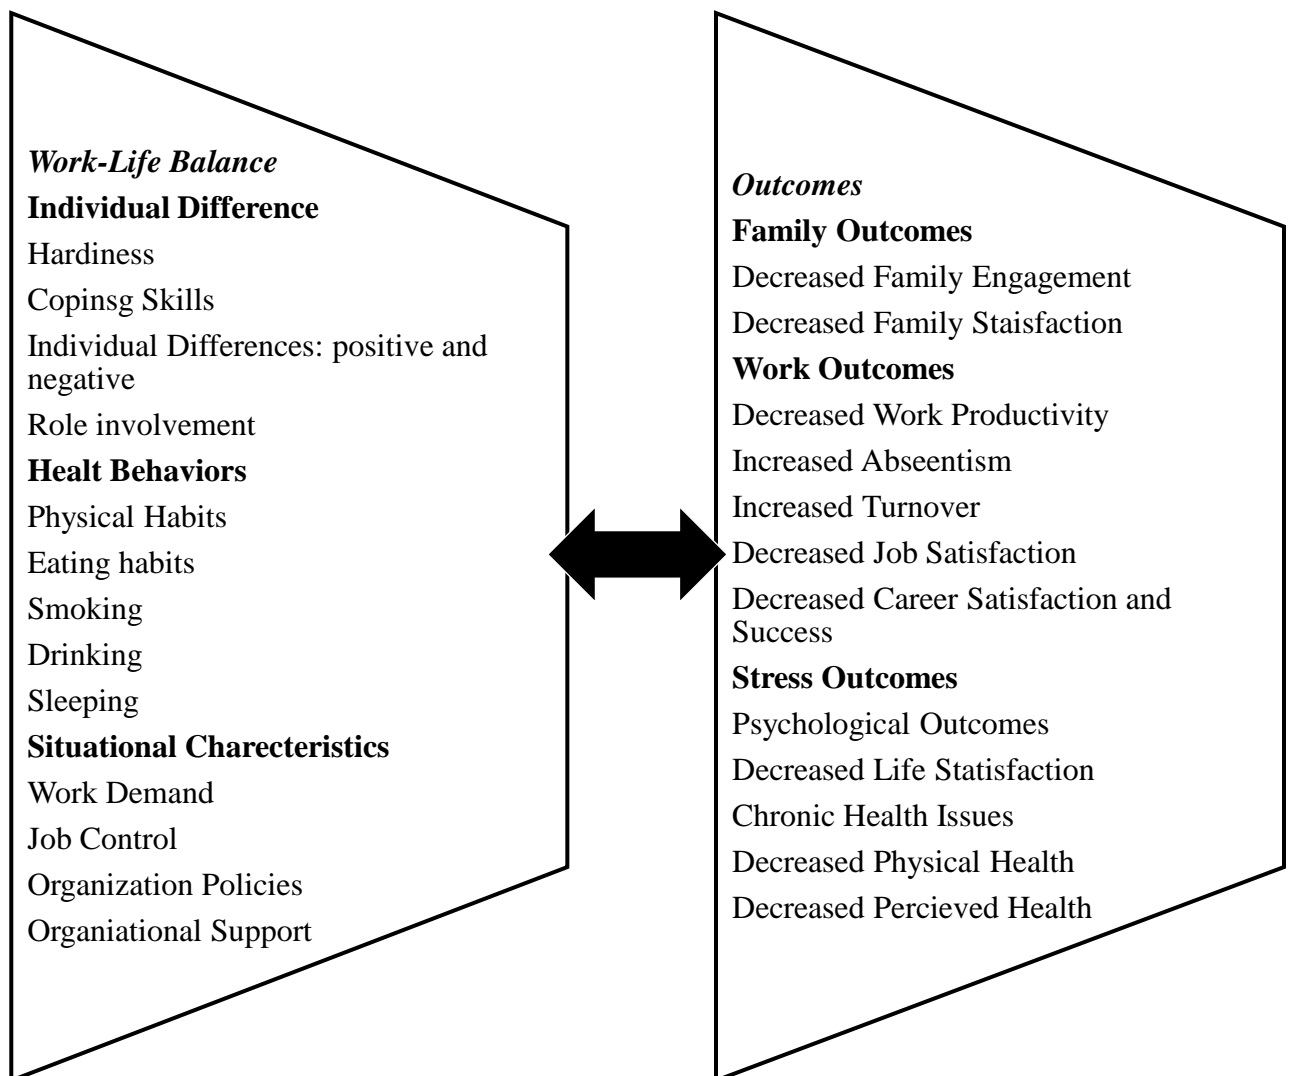 Work-Life Balance
Individual Difference
Hardiness
Copinsg Skills
Individual Differences: positive and
negative
Role involvement
Healt Behaviors
Physical Habits
Eating habits
Smoking
Drinking
Sleeping
Situational Charecteristics
Work Demand
Job Control
Organization Policies
Organiational Support
Outcomes
Family Outcomes
Decreased Family Engagement
Decreased Family Staisfaction
Work Outcomes
Decreased Work Productivity
Increased Abseentism
Increased Turnover
Decreased Job Satisfaction
Decreased Career Satisfaction and
Success
Stress Outcomes
Psychological Outcomes
Decreased Life Statisfaction
Chronic Health Issues
Decreased Physical Health
Decreased Percieved Health